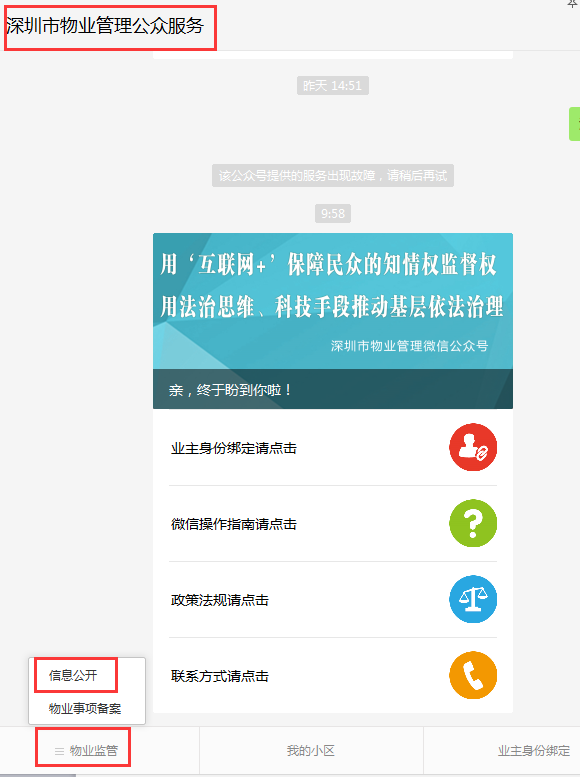 深圳市物业管理公众服务
昨天 14:51
该公众号提供的服务出现故障，请稍后再试
9:58
用‘互联网+’保障民众的知情权监督权
用法治思维、科技手段推动基层依法治理
深圳市物业管理微信公众号
亲，终于盼到你啦！
业主身份绑定请点击
微信操作指南请点击
政策法规请点击
联系方式请点击
信息公开
物业事项备案
物业监管
我的小区
业主身份绑定